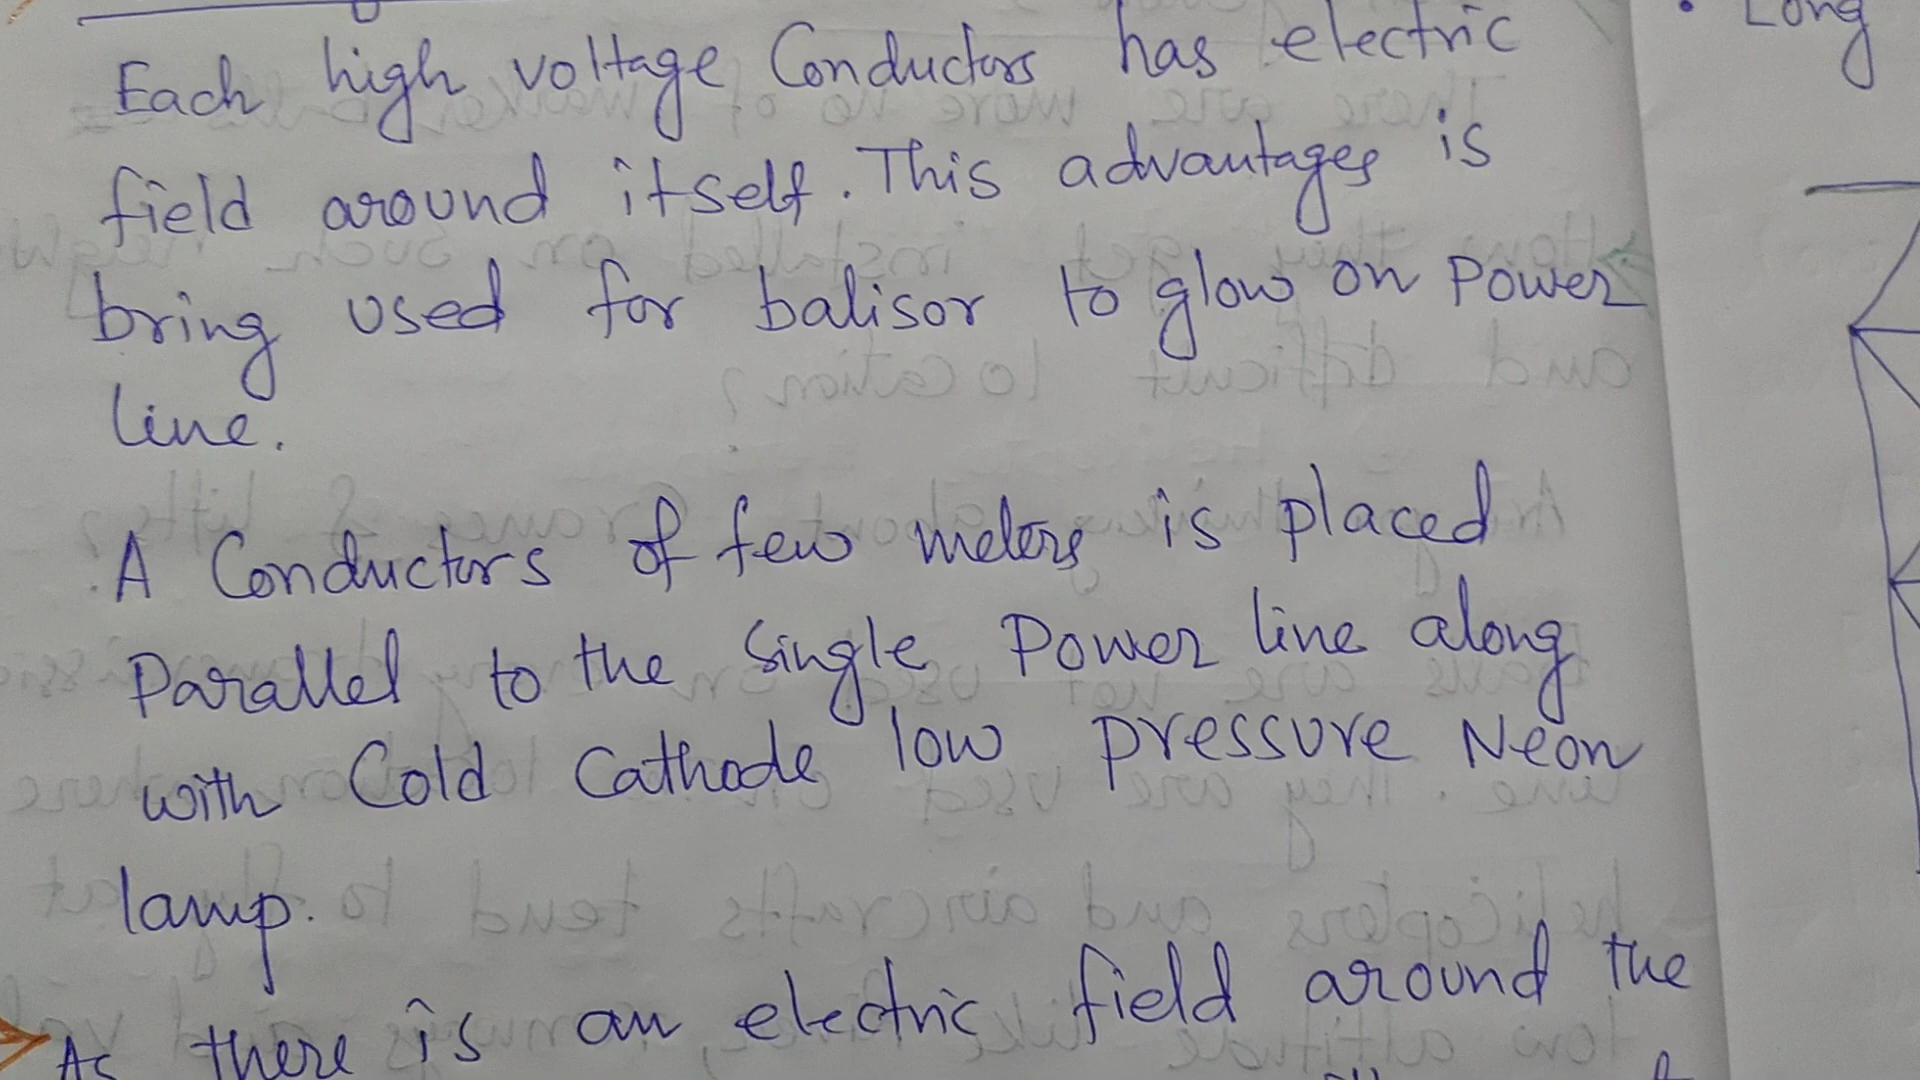 Each high voltage Conductors has electric
field around itself. This advantages is
bring used for balisor to glow on Power
line.
A Conductors of few meters is placed
Parallel to the Single Power line along
with Cold Cathode low pressure Neon
lamp.
As there is an electric field around the
• Long